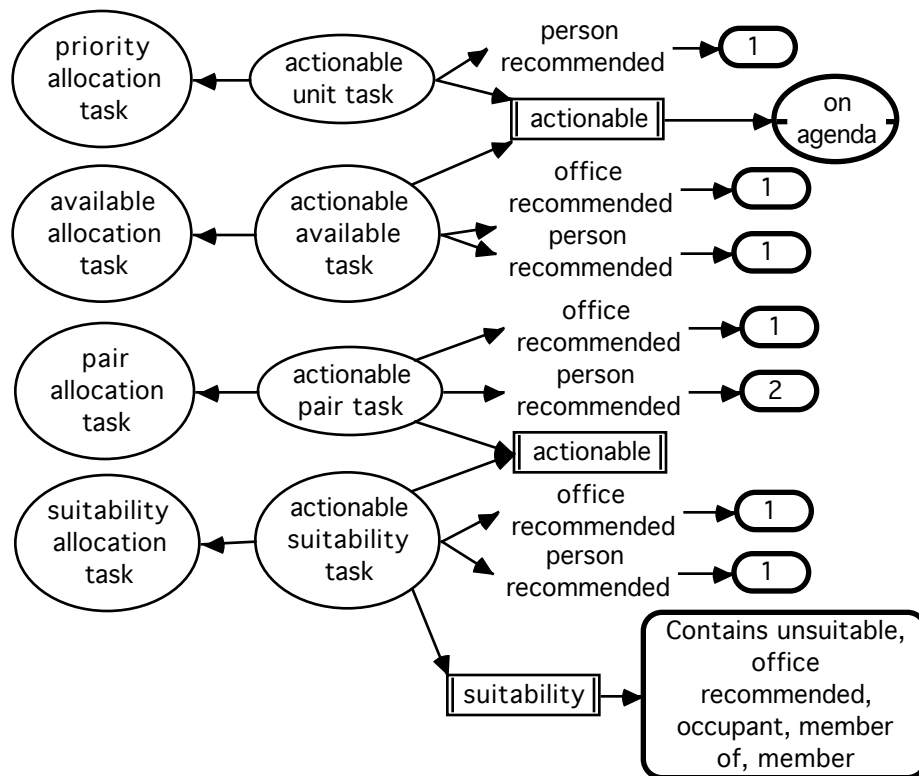 priority
allocation
task
actionable
unit task
person
recommended
1
actionable
on
agenda
available
allocation
task
actionable
available
task
office
recommended
1
person
recommended
1
pair
allocation
task
actionable
pair task
office
recommended
1
person
recommended
2
actionable
suitability
allocation
task
actionable
suitability
task
office
recommended
1
person
recommended
1
suitability
Contains unsuitable,
office
recommended,
occupant, member
of, member